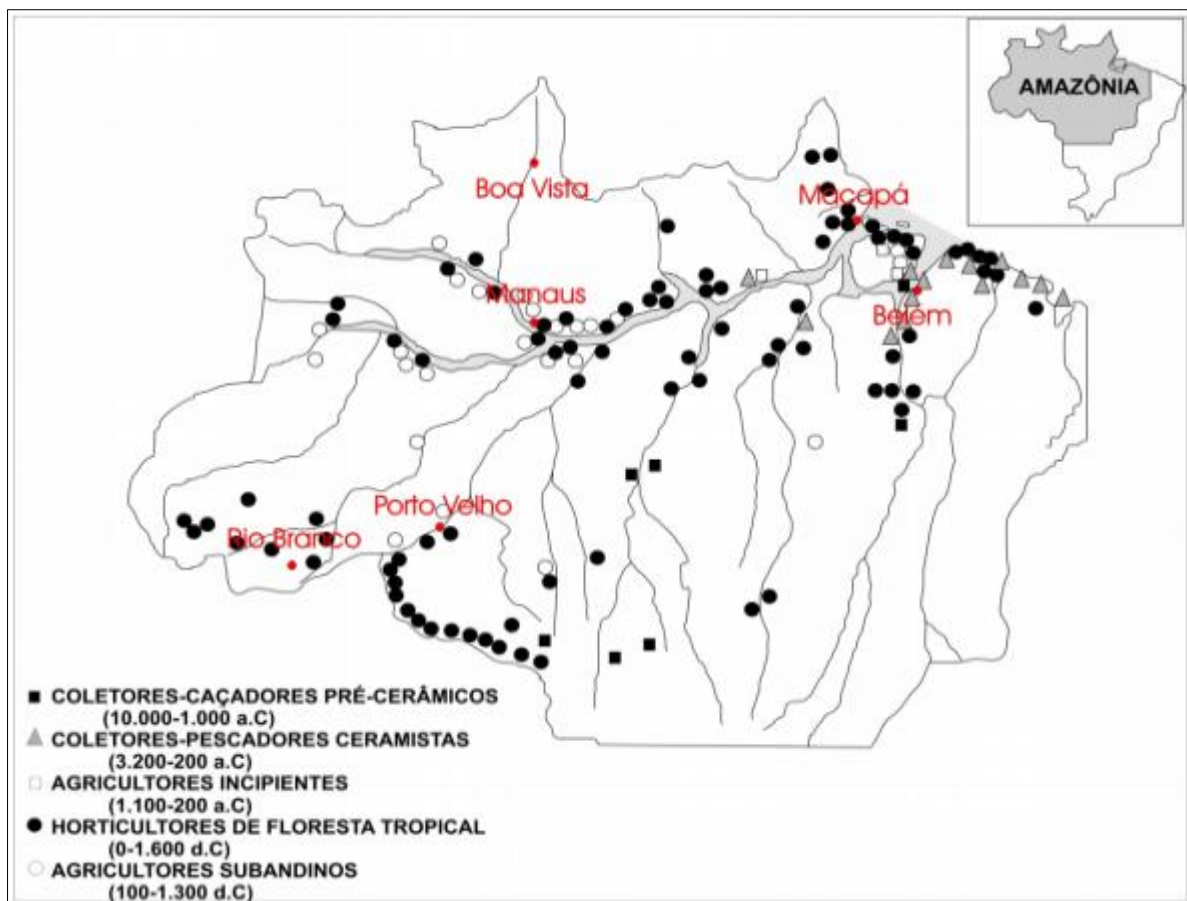 AMAZÔNIA
Boa Vista
Macapá
Manaus
Belém
Porto Velho
Rio Branco
COLETORES-CAÇADORES PRÉ-CERÂMICOS
(10.000-1.000 a.C)
COLETORES-PESCADORES CERAMISTAS
(3.200-200 a.C)
AGRICULTORES INCIPIENTES
(1.100-200 a.C)
HORTICULTORES DE FLORESTA TROPICAL
(0-1.600 d.C)
AGRICULTORES SUBANDINOS
(100-1.300 d.C)